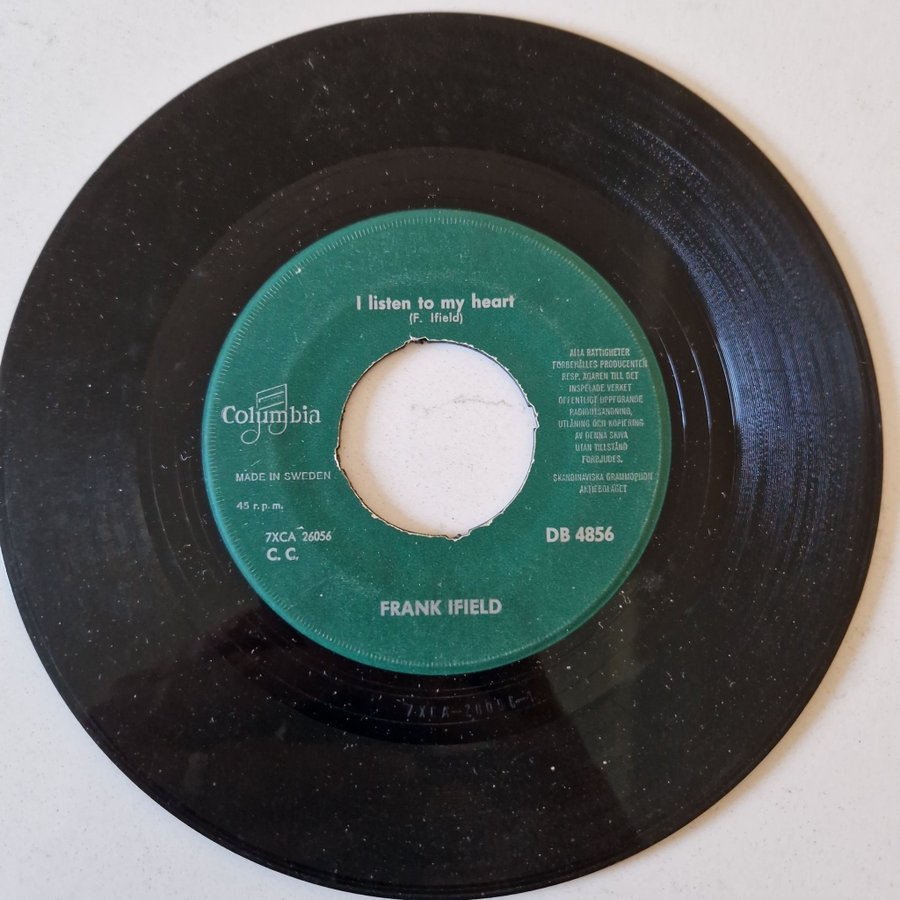 I listen to my heart
(F. Ifield)
Columbia
MADE IN SWEDEN
45 r.p.m.
7XCA 26056
C. C.
ALLA RÄTTIGHETER
FÖRBEHÅLLES PRODUCENTEN
RESP. ÄGAREN TILL DET
INSPELADE VERKET
OFFENTLIGT UPPFÖRANDE
RADIOUTSÄNDNING,
UTLÅNING OCH KOPIERING
AV DENNA SKIVA
UTAN TILLSTÅND
FÖRBJUDES.
SKANDINAVISKA GRAMMOPHON
AKTIEBOLAGET
DB 4856
FRANK IFIELD